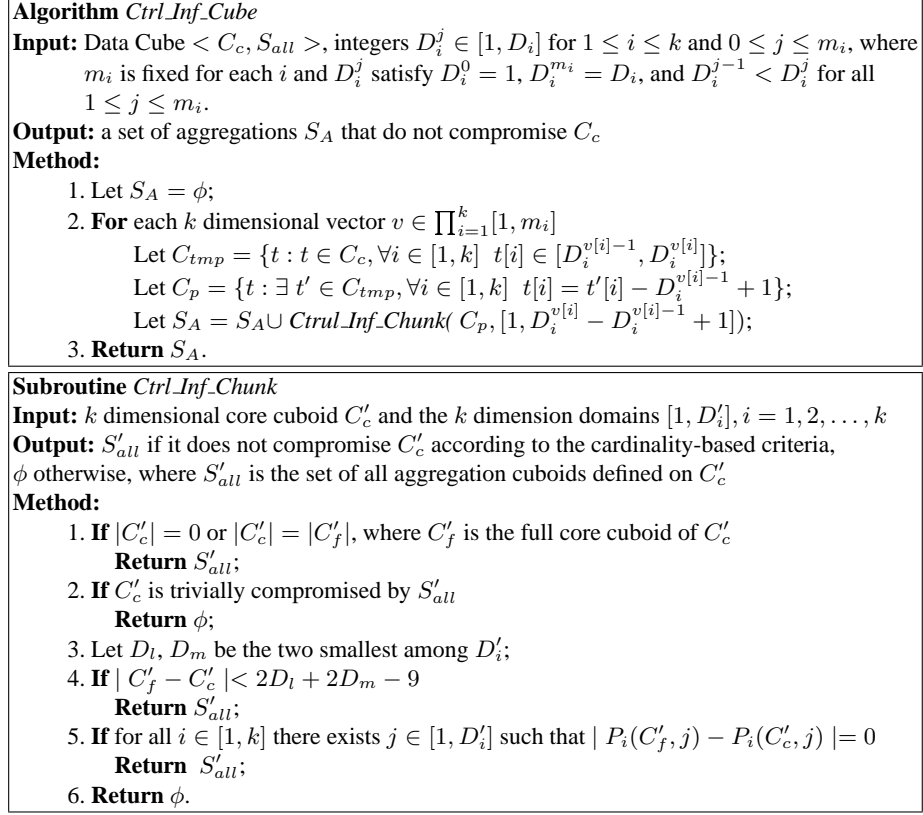 Algorithm Ctrl_Inf_Cube
Input: Data Cube < C_c, S_all >, integers D_i^j ∈ [1, D_i] for 1 ≤ i ≤ k and 0 ≤ j ≤ m_i, where
m_i is fixed for each i and D_i^j satisfy D_i^0 = 1, D_i^{m_i} = D_i, and D_i^{j−1} < D_i^j for all
1 ≤ j ≤ m_i.
Output: a set of aggregations S_A that do not compromise C_c
Method:
1. Let S_A = ϕ;
2. For each k dimensional vector v ∈ ∏_{i=1}^k [1, m_i]
Let C_tmp = {t : t ∈ C_c, ∀i ∈ [1, k] t[i] ∈ [D_i^{v[i]−1}, D_i^{v[i]}]};
Let C_p = {t : ∃ t′ ∈ C_tmp, ∀i ∈ [1, k] t[i] = t′[i] − D_i^{v[i]−1} + 1};
Let S_A = S_A∪ Ctrul_Inf_Chunk( C_p, [1, D_i^{v[i]} − D_i^{v[i]−1} + 1]);
3. Return S_A.
Subroutine Ctrl_Inf_Chunk
Input: k dimensional core cuboid C′_c and the k dimension domains [1, D′_i], i = 1, 2, . . . , k
Output: S′_all if it does not compromise C′_c according to the cardinality-based criteria,
ϕ otherwise, where S′_all is the set of all aggregation cuboids defined on C′_c
Method:
1. If |C′_c| = 0 or |C′_c| = |C′_f|, where C′_f is the full core cuboid of C′_c
Return S′_all;
2. If C′_c is trivially compromised by S′_all
Return ϕ;
3. Let D_l, D_m be the two smallest among D′_i;
4. If | C′_f − C′_c |< 2D_l + 2D_m − 9
Return S′_all;
5. If for all i ∈ [1, k] there exists j ∈ [1, D′_i] such that | P_i(C′_f, j) − P_i(C′_c, j) |= 0
Return S′_all;
6. Return ϕ.